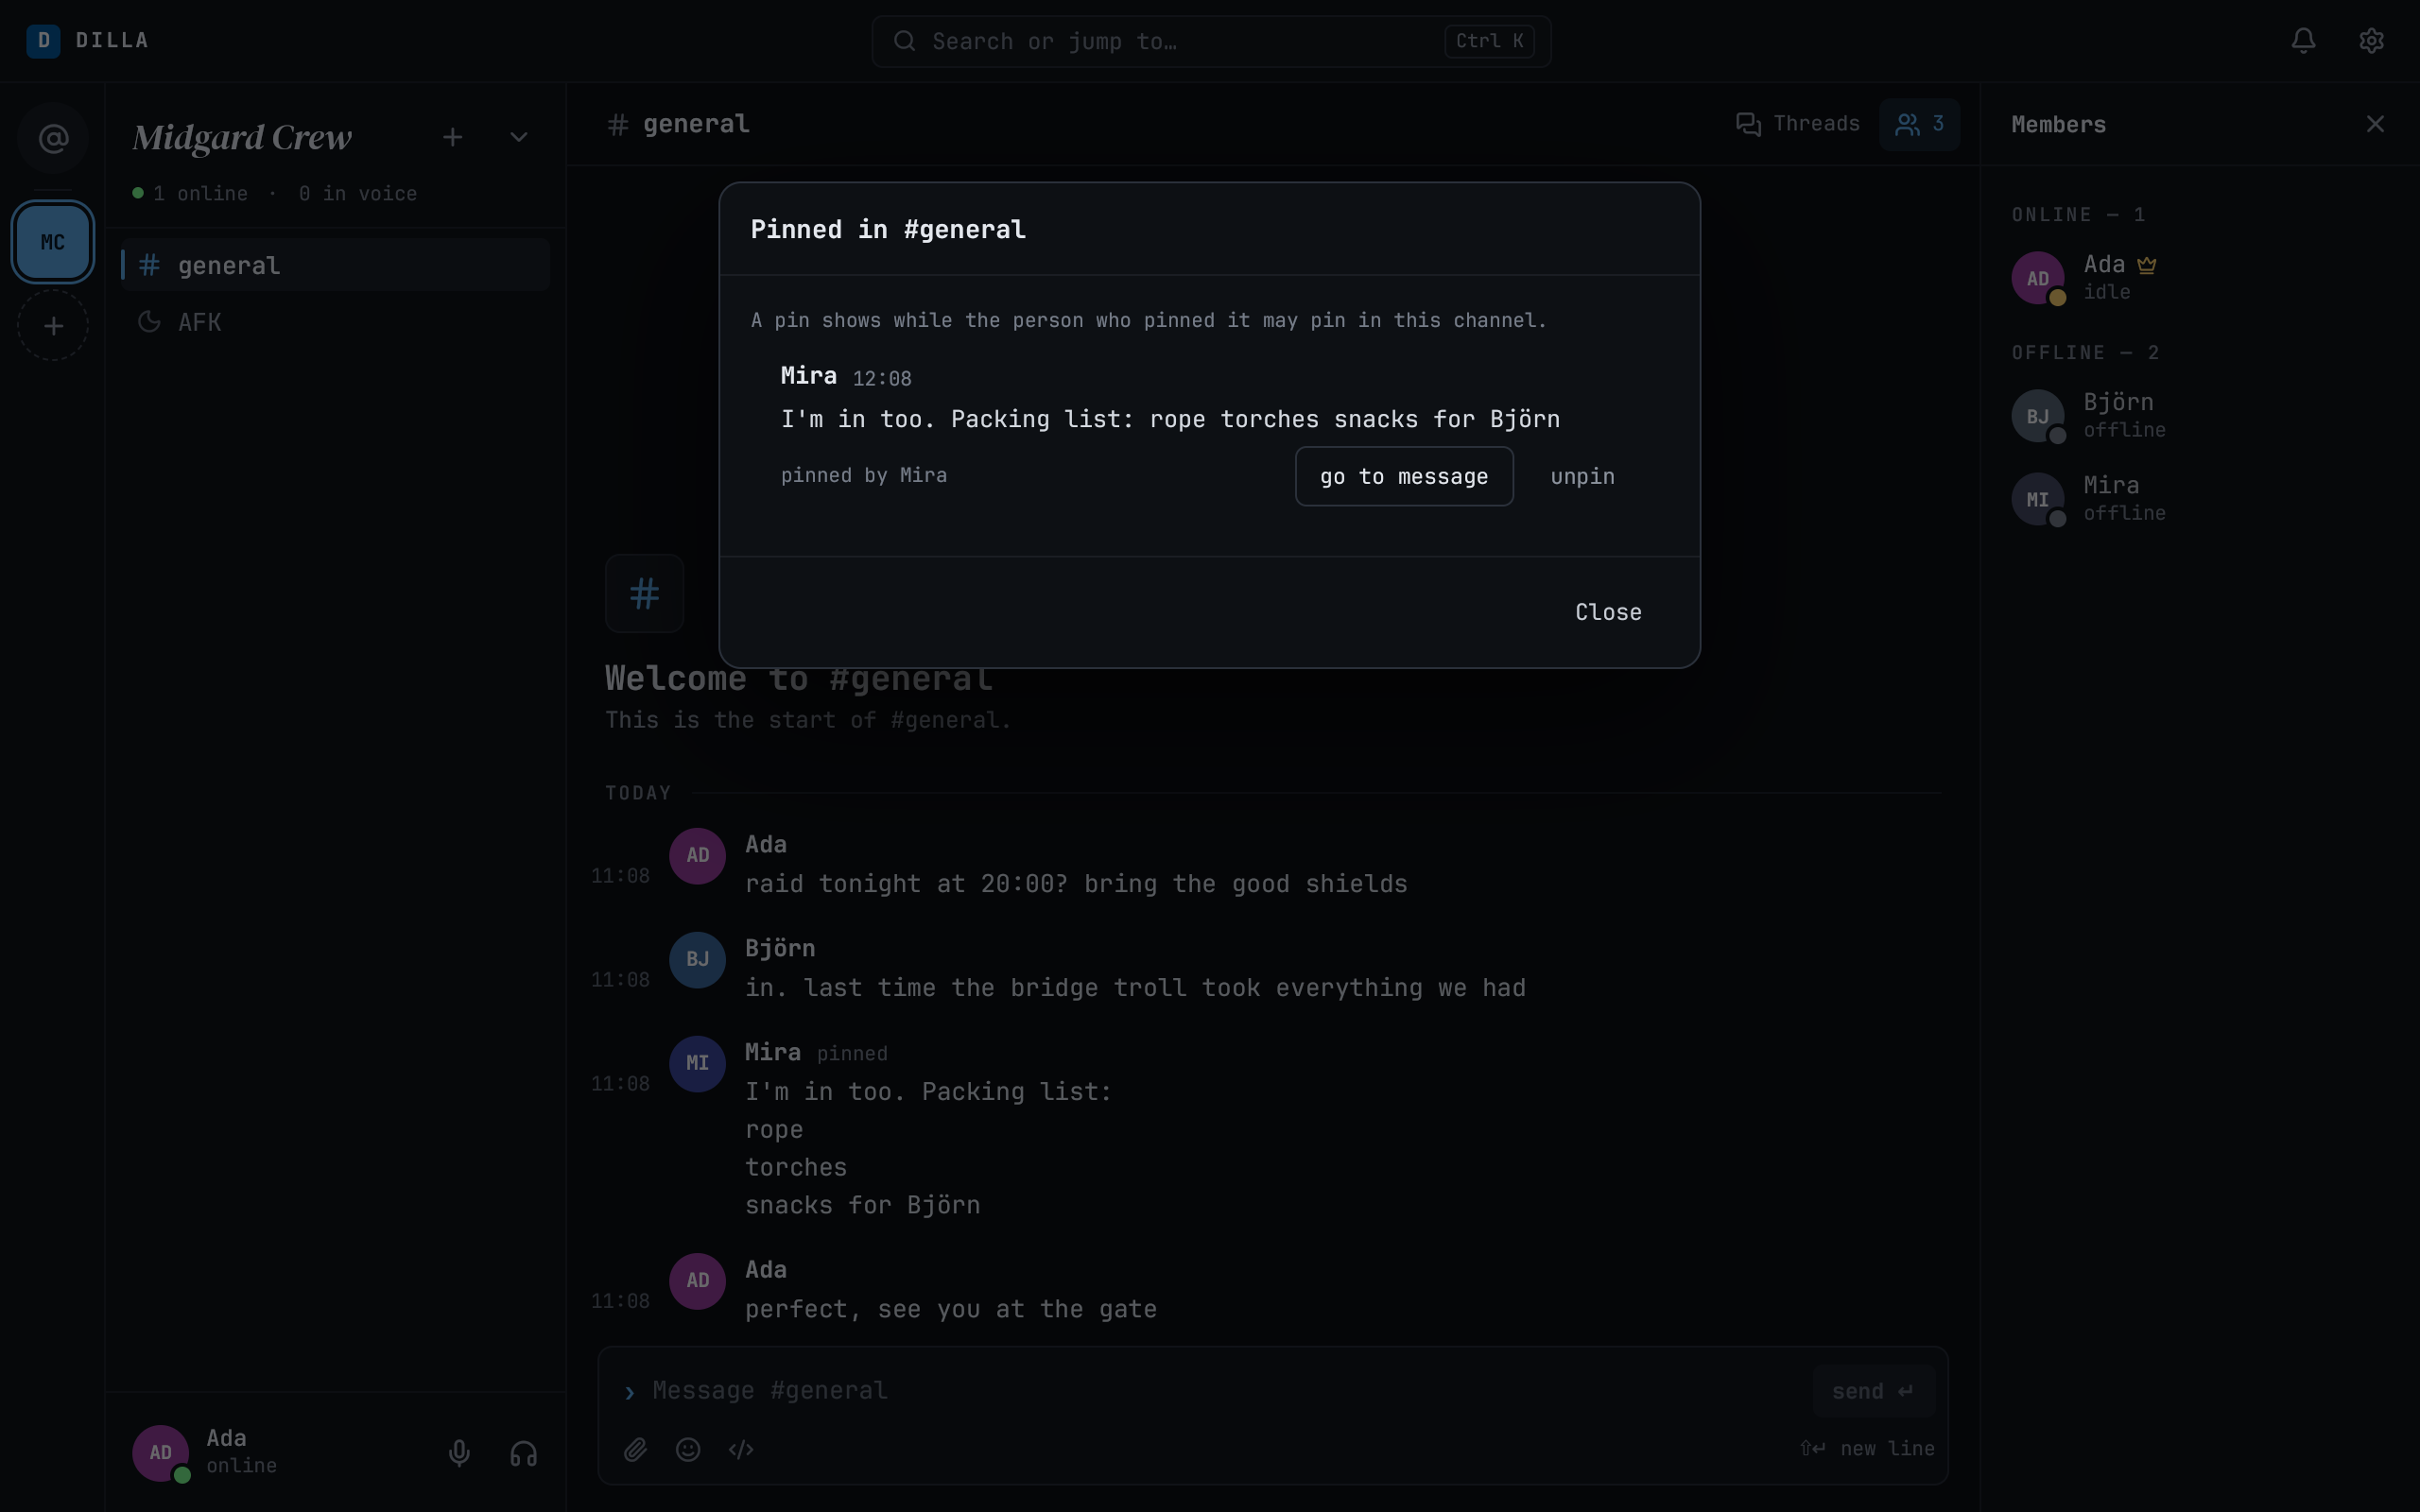 D DILLA
Search or jump to… Ctrl K
@
Midgard Crew
1 online · 0 in voice
MC
# general
AFK
# general
Threads
3
Pinned in #general
A pin shows while the person who pinned it may pin in this channel.
Mira 12:08
I'm in too. Packing list: rope torches snacks for Björn
pinned by Mira
go to message
unpin
Close
#
Welcome to #general
This is the start of #general.
TODAY
AD Ada
11:08 raid tonight at 20:00? bring the good shields
BJ Björn
11:08 in. last time the bridge troll took everything we had
MI Mira pinned
11:08 I'm in too. Packing list:
rope
torches
snacks for Björn
AD Ada
11:08 perfect, see you at the gate
› Message #general
send ↵
⇧↵ new line
Members
ONLINE — 1
AD Ada
idle
OFFLINE — 2
BJ Björn
offline
MI Mira
offline
AD Ada
online